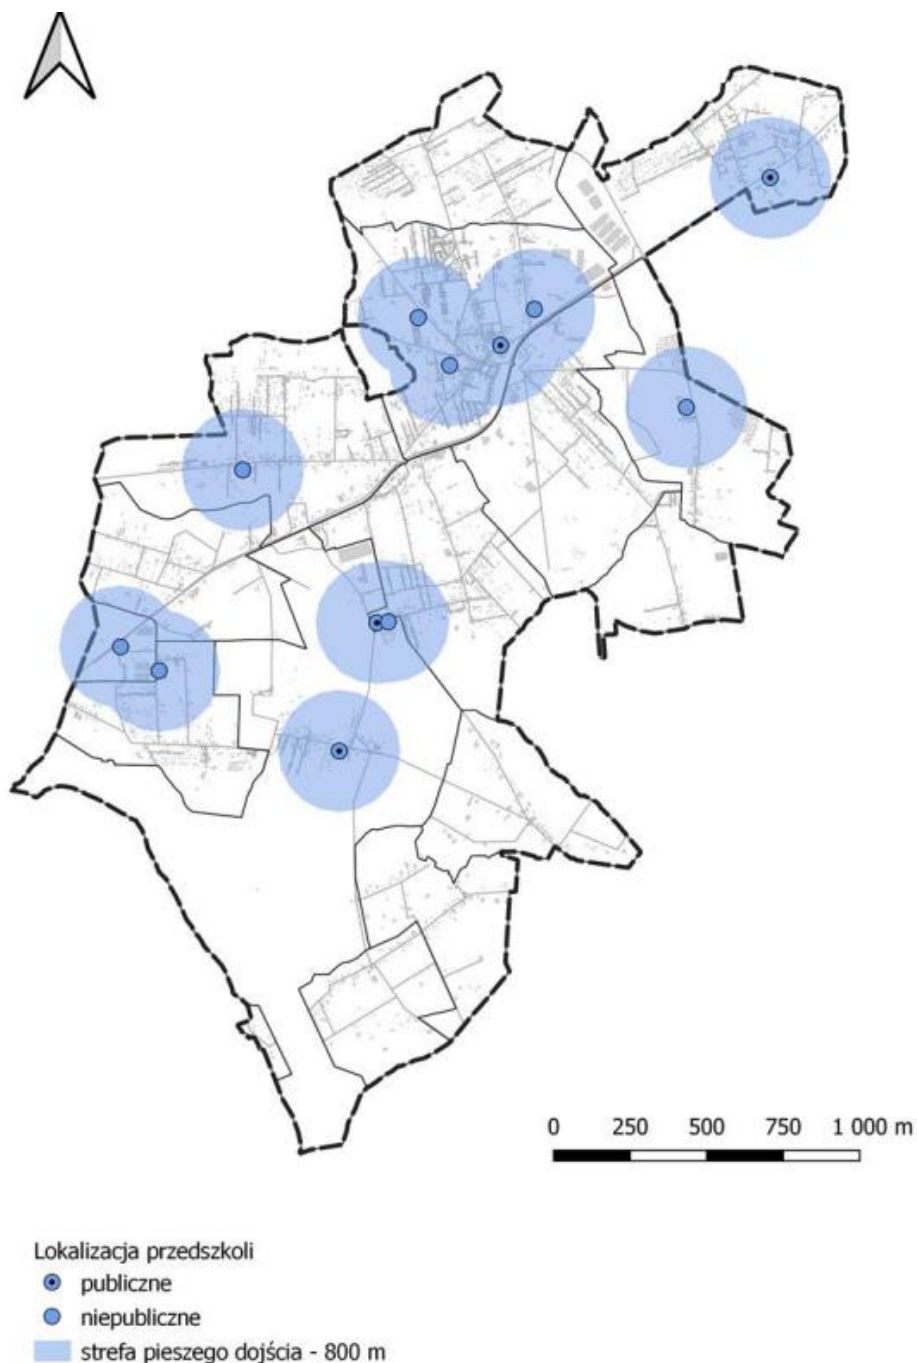 0 250 500 750 1 000 m
Lokalizacja przedszkoli
publiczne
niepubliczne
strefa pieszego dojścia - 800 m